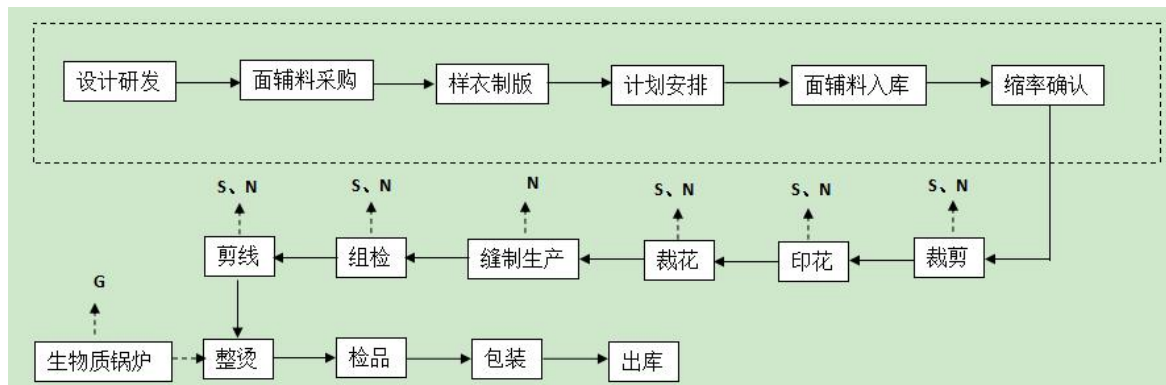 设计研发 面辅料采购 样衣制版 计划安排 面辅料入库 缩率确认
S、N S、N N S、N S、N S、N
剪线 组检 缝制生产 裁花 印花 裁剪
G
生物质锅炉 整烫 检品 包装 出库